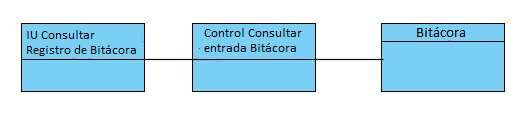 IU Consultar
Registro de Bitácora
Control Consultar
entrada Bitácora
Bitácora